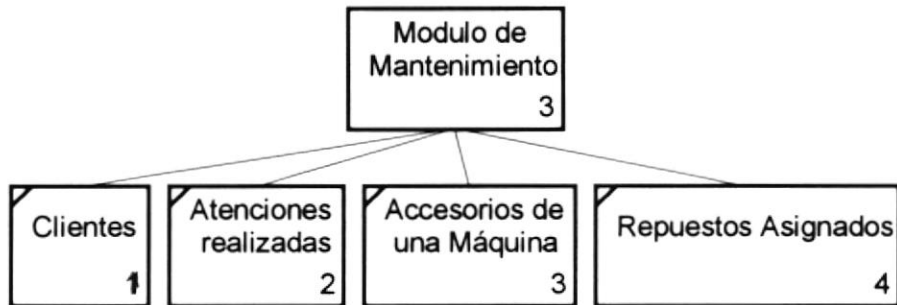 Modulo de
Mantenimiento
3
Clientes
1
Atenciones
realizadas
2
Accesorios de
una Máquina
3
Repuestos Asignados
4